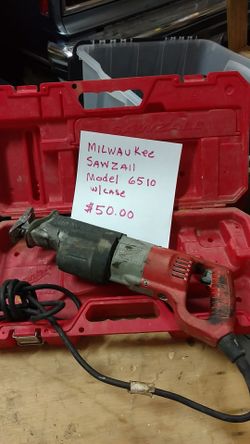 MILWAUKee
SAWZAll
Model 6510
w/case
$50.00